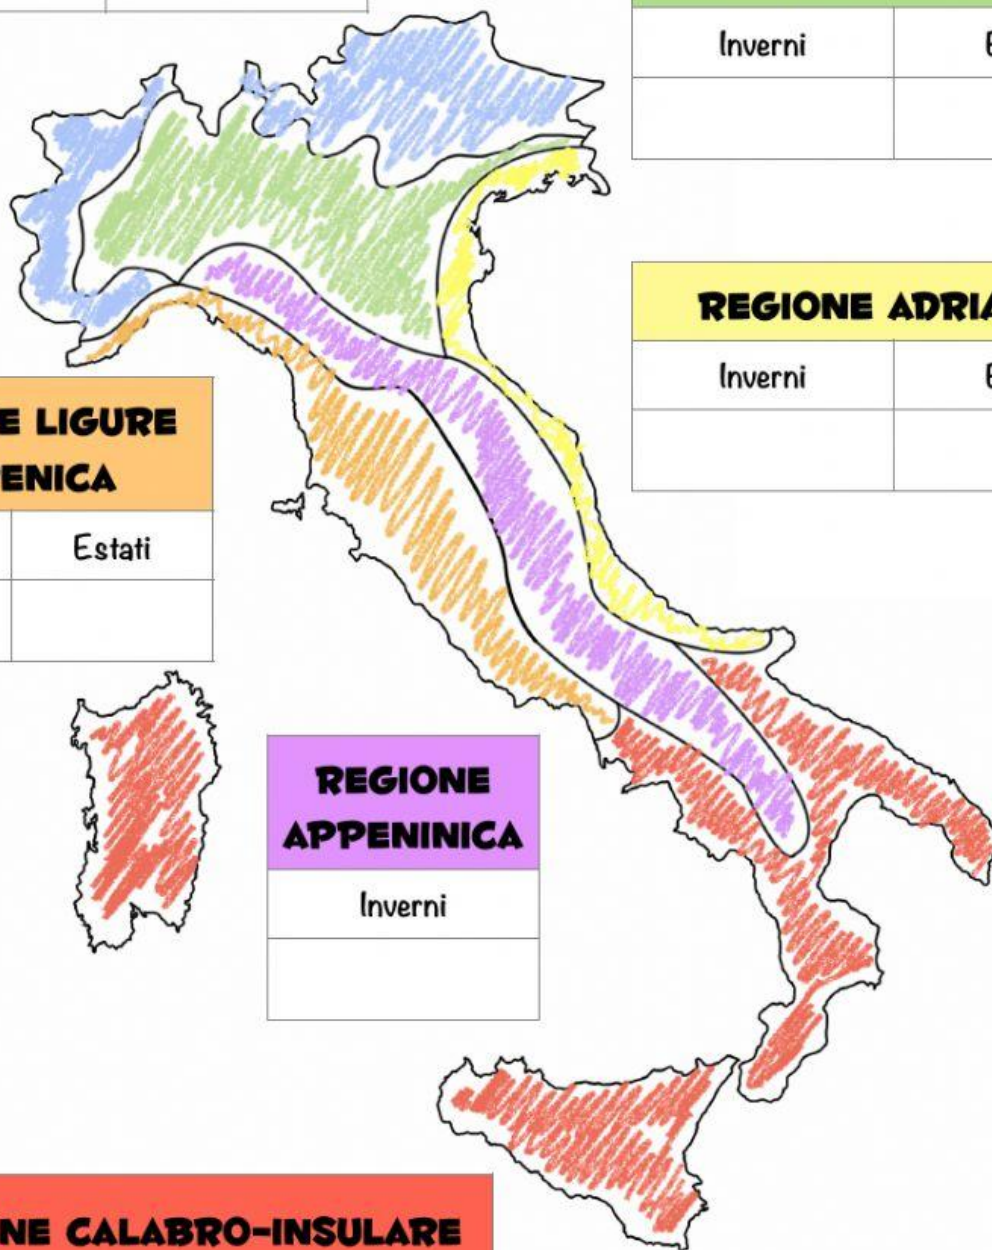 Inverni
E
REGIONE ADRIA
Inverni
E
E LIGURE
ENICA
Estati
REGIONE
APPENINICA
Inverni
NE CALABRO-INSULARE